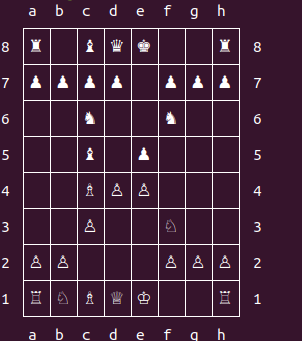 a b c d e f g h
8 ♜ ♝ ♛ ♚ ♜ 8
7 ♟ ♟ ♟ ♟ ♟ ♟ ♟ 7
6 ♞ ♞ 6
5 ♝ ♟ 5
4 ♗ ♙ ♙ 4
3 ♙ ♘ 3
2 ♙ ♙ ♙ ♙ ♙ 2
1 ♖ ♘ ♗ ♕ ♔ ♖ 1
a b c d e f g h